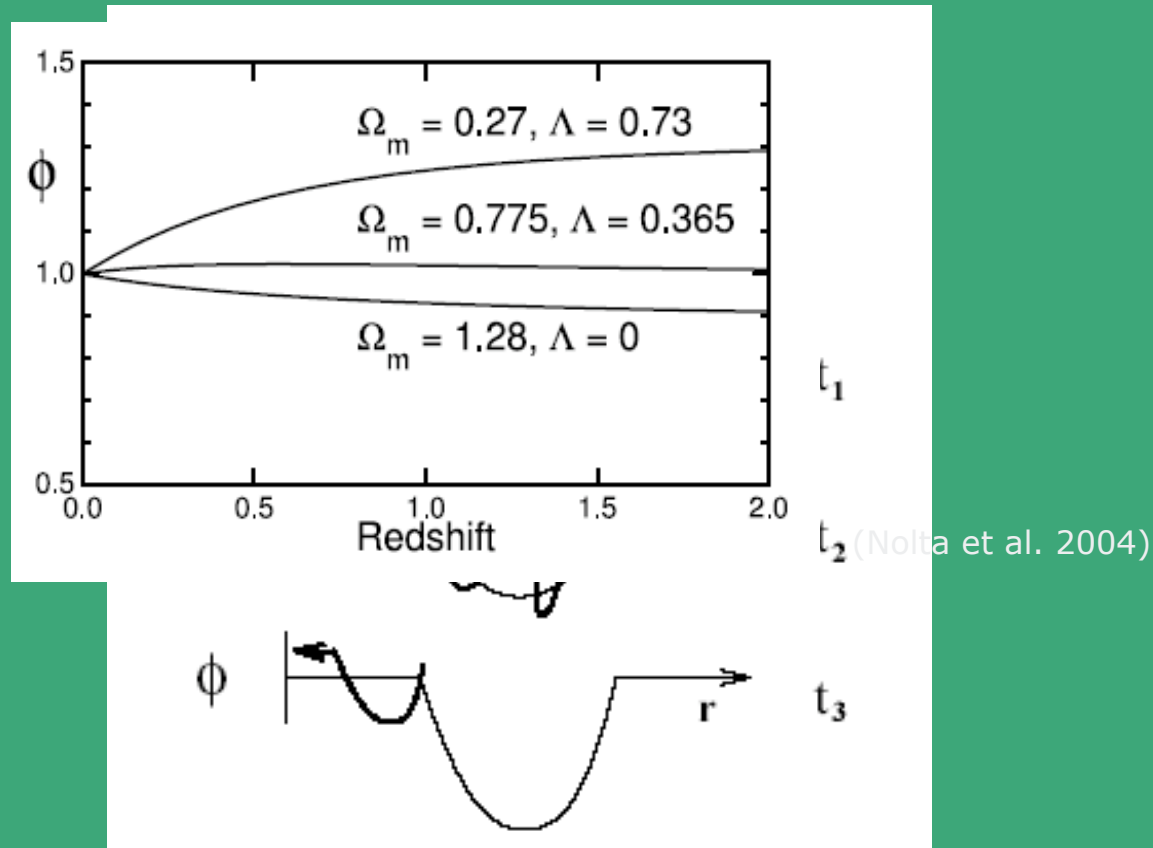 1.5
Ωm = 0.27, Λ = 0.73
ϕ
Ωm = 0.775, Λ = 0.365
1.0
Ωm = 1.28, Λ = 0
t1
0.5
0.0 0.5 1.0 1.5 2.0
Redshift
t2 (Nolta et al. 2004)
ϕ r t3